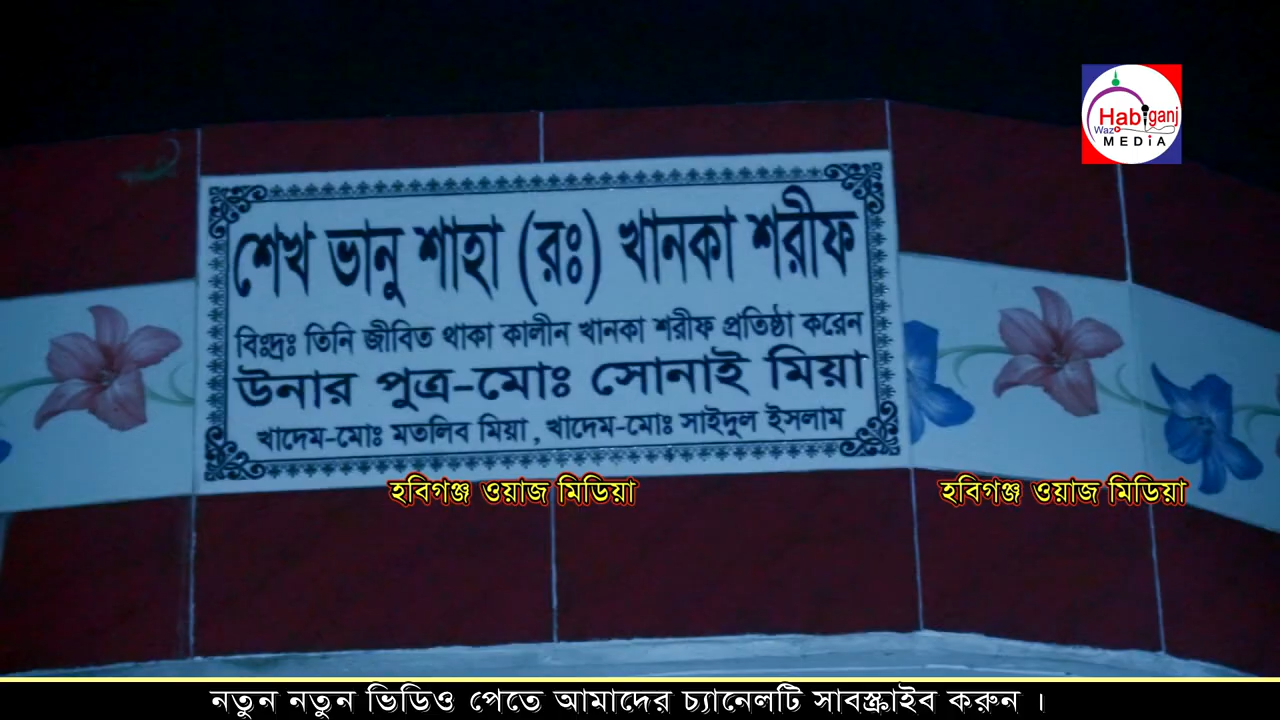 Habiganj
Waz
MEDiA
শেখ ভানু শাহা (রঃ) খানকা শরীফ
বিঃদ্রঃ তিনি জীবিত থাকা কালীন খানকা শরীফ প্রতিষ্ঠা করেন
উনার পুত্র-মোঃ সোনাই মিয়া
খাদেম-মোঃ মতলিব মিয়া, খাদেম-মোঃ সাইদুল ইসলাম
হবিগঞ্জ ওয়াজ মিডিয়া
হবিগঞ্জ ওয়াজ মিডিয়া
নতুন নতুন ভিডিও পেতে আমাদের চ্যানেলটি সাবস্ক্রাইব করুন ।